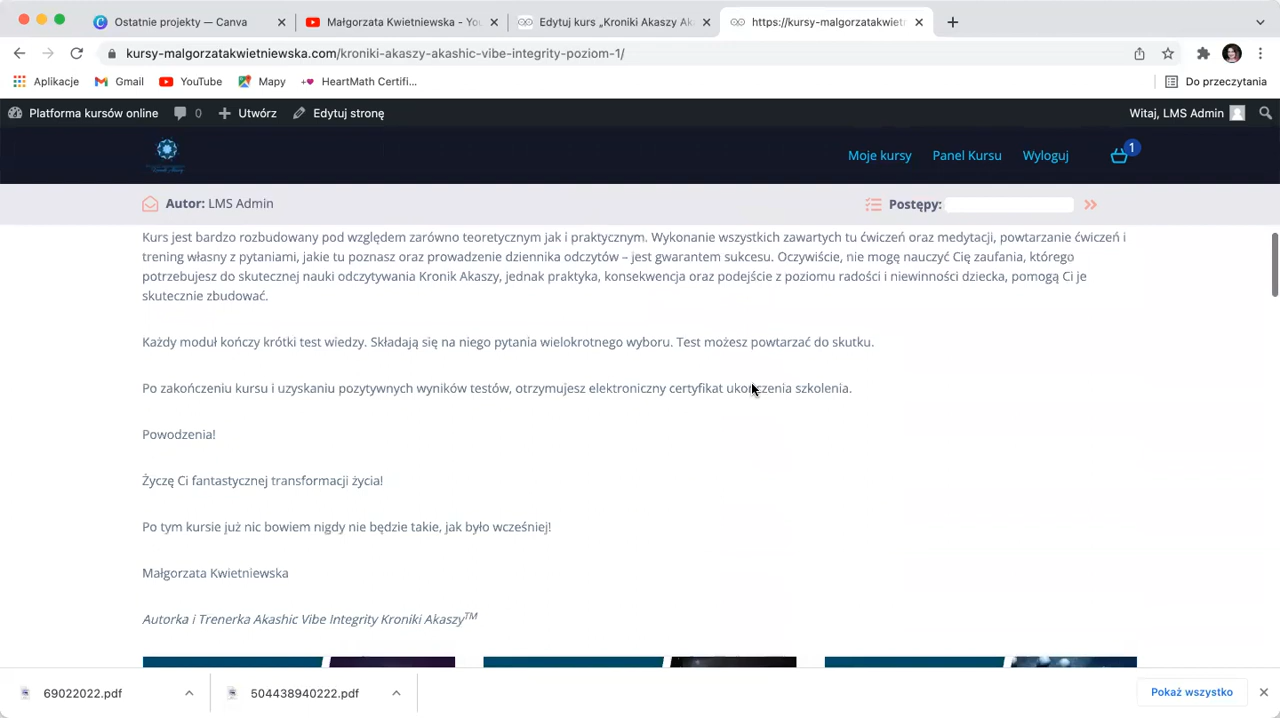 Ostatnie projekty — Canva
Małgorzata Kwietniewska - You
Edytuj kurs „Kroniki Akaszy Ak
https://kursy-malgorzatakwietn
kursy-malgorzatakwietniewska.com/kroniki-akaszy-akashic-vibe-integrity-poziom-1/
Aplikacje
Gmail
YouTube
Mapy
HeartMath Certifi...
Do przeczytania
Platforma kursów online
0
Utwórz
Edytuj stronę
Witaj, LMS Admin
Moje kursy
Panel Kursu
Wyloguj
1
Autor: LMS Admin
Postępy:
Kurs jest bardzo rozbudowany pod względem zarówno teoretycznym jak i praktycznym. Wykonanie wszystkich zawartych tu ćwiczeń oraz medytacji, powtarzanie ćwiczeń i
trening własny z pytaniami, jakie tu poznasz oraz prowadzenie dziennika odczytów – jest gwarantem sukcesu. Oczywiście, nie mogę nauczyć Cię zaufania, którego
potrzebujesz do skutecznej nauki odczytywania Kronik Akaszy, jednak praktyka, konsekwencja oraz podejście z poziomu radości i niewinności dziecka, pomogą Ci je
skutecznie zbudować.
Każdy moduł kończy krótki test wiedzy. Składają się na niego pytania wielokrotnego wyboru. Test możesz powtarzać do skutku.
Po zakończeniu kursu i uzyskaniu pozytywnych wyników testów, otrzymujesz elektroniczny certyfikat ukończenia szkolenia.
Powodzenia!
Życzę Ci fantastycznej transformacji życia!
Po tym kursie już nic bowiem nigdy nie będzie takie, jak było wcześniej!
Małgorzata Kwietniewska
Autorka i Trenerka Akashic Vibe Integrity Kroniki Akaszy™
69022022.pdf
504438940222.pdf
Pokaż wszystko